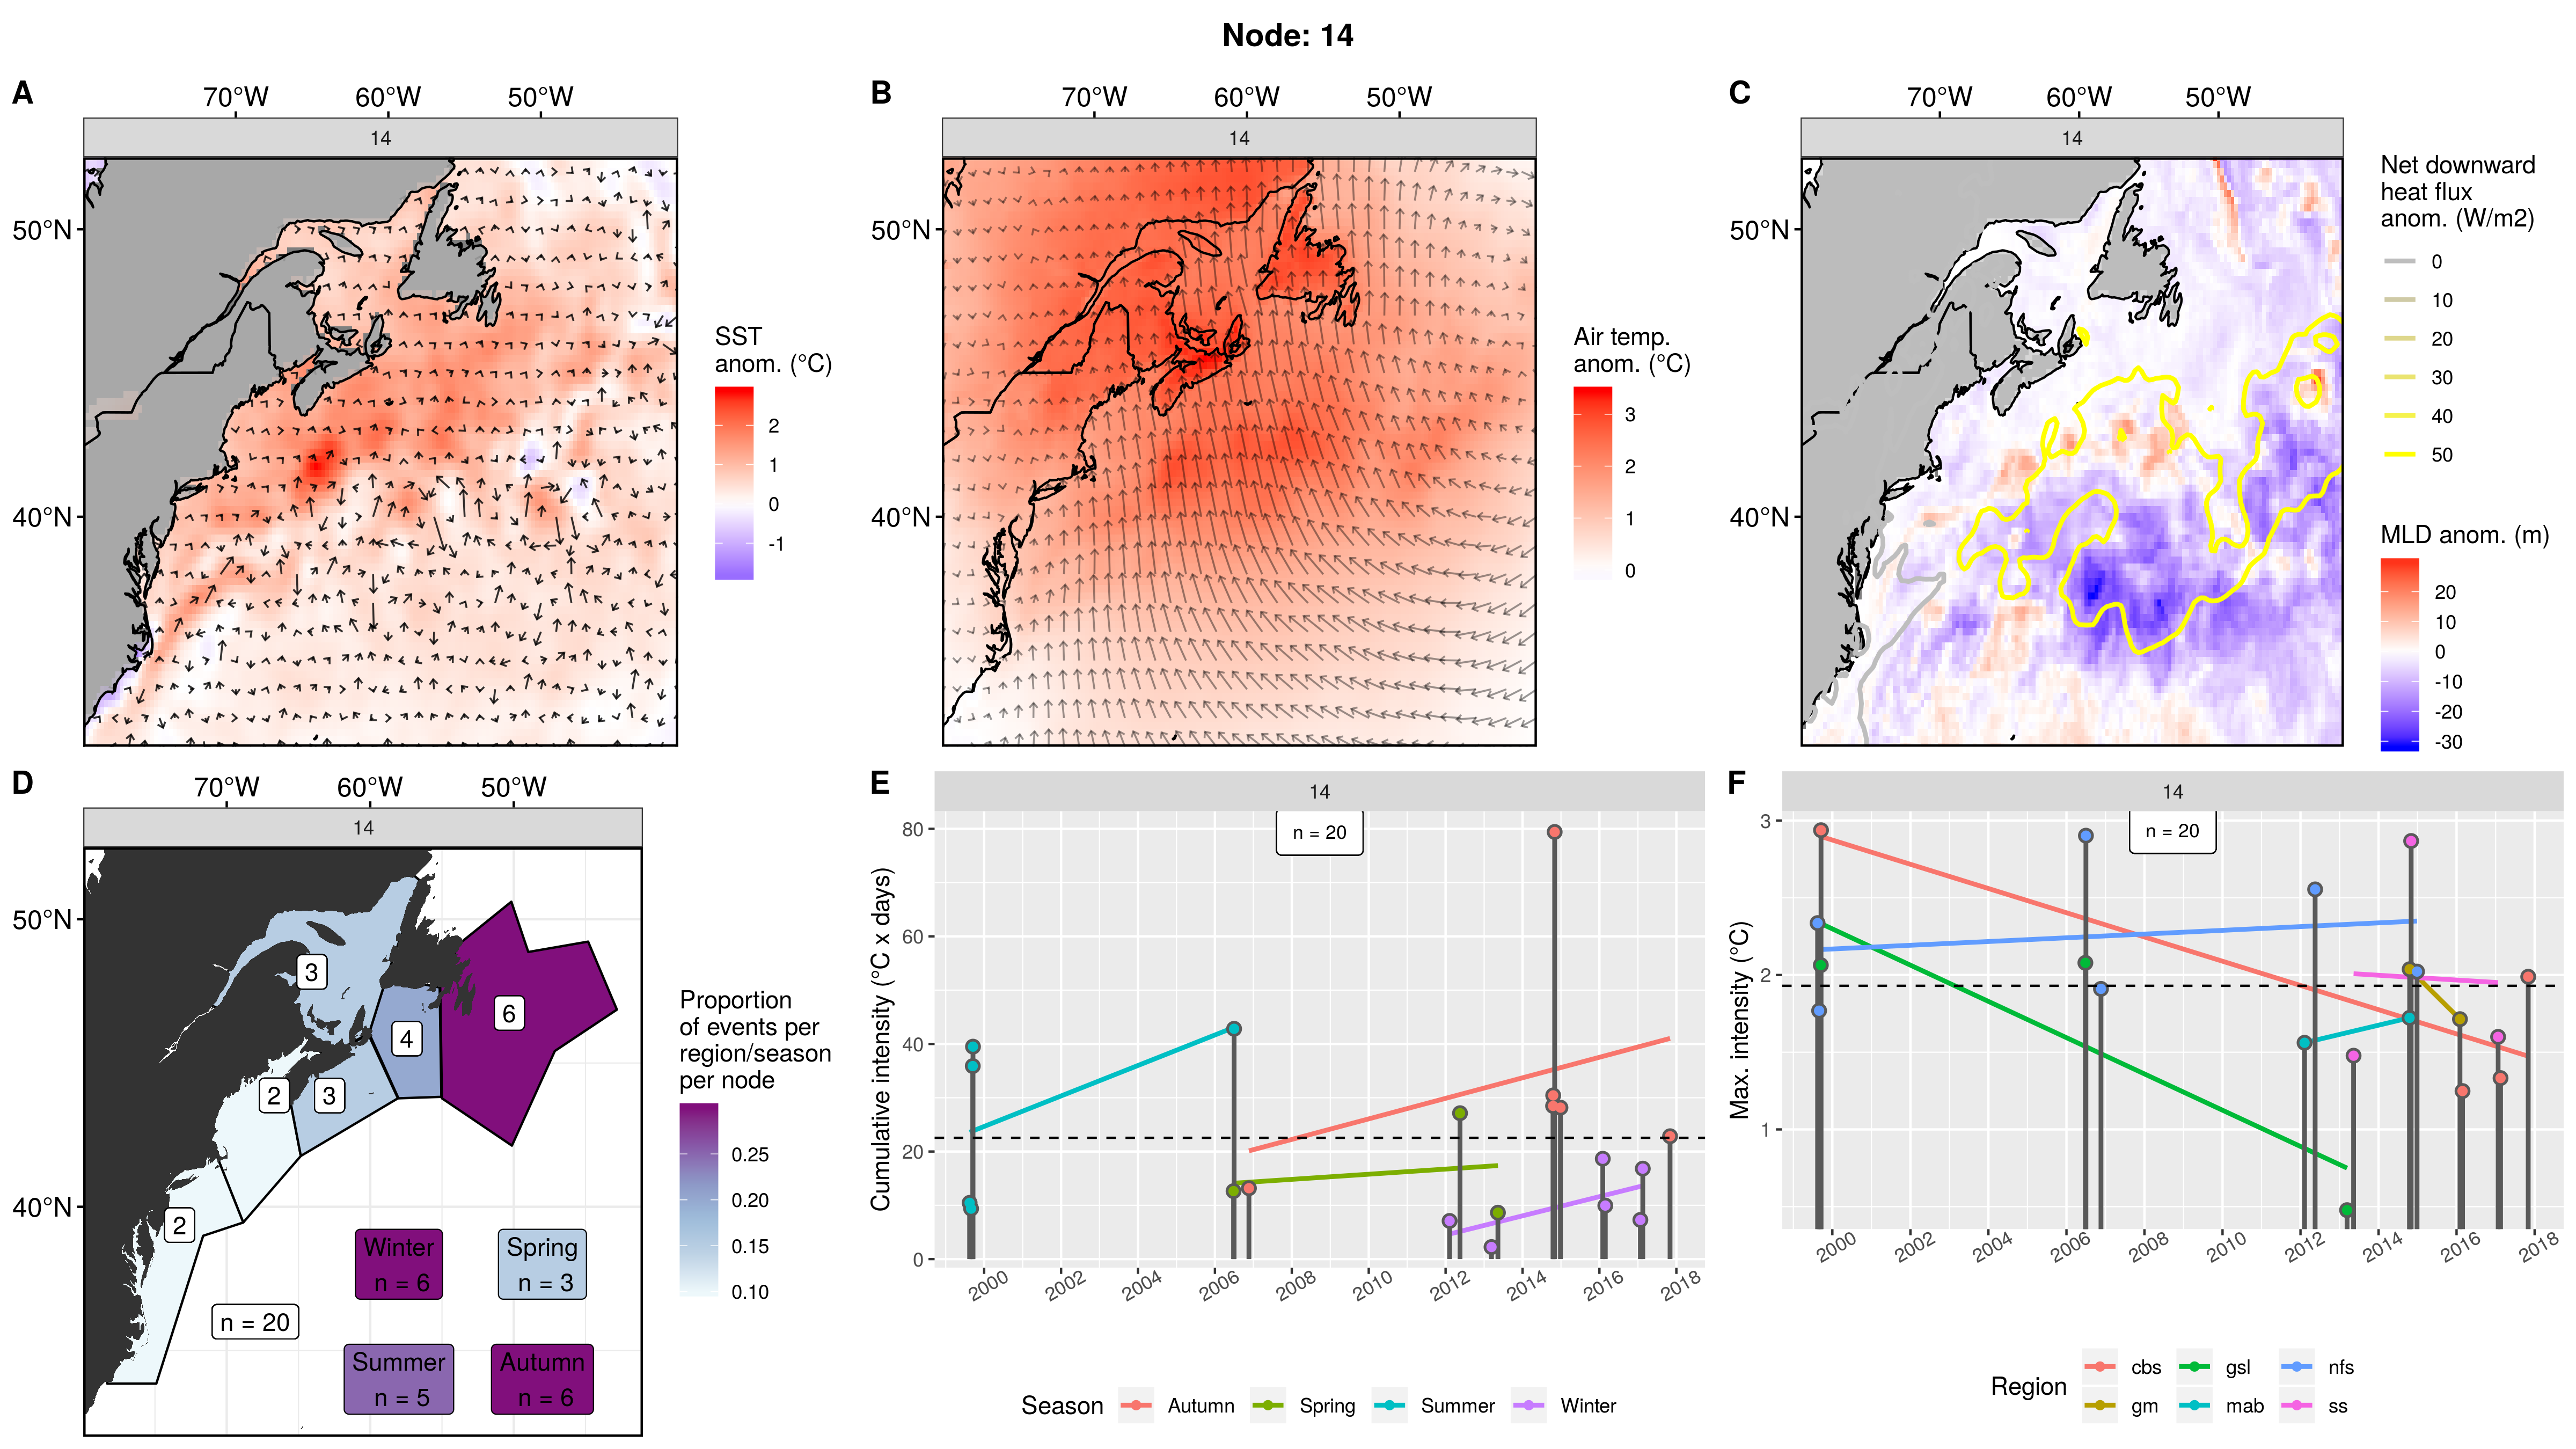 Node: 14
A
70°W 60°W 50°W
14
50°N
40°N
SST
anom. (°C)
2
1
0
-1
B
70°W 60°W 50°W
14
50°N
40°N
Air temp.
anom. (°C)
3
2
1
0
C
70°W 60°W 50°W
14
50°N
40°N
Net downward
heat flux
anom. (W/m2)
0
10
20
30
40
50
MLD anom. (m)
20
10
0
-10
-20
-30
D
70°W 60°W 50°W
14
50°N
40°N
3
4
6
2
3
2
n = 20
Winter
n = 6
Spring
n = 3
Summer
n = 5
Autumn
n = 6
Proportion
of events per
region/season
per node
0.25
0.20
0.15
0.10
E
14
n = 20
Cumulative intensity (°C x days)
80
60
40
20
0
2000 2002 2004 2006 2008 2010 2012 2014 2016 2018
Season Autumn Spring Summer Winter
F
14
n = 20
Max. intensity (°C)
3
2
1
2000 2002 2004 2006 2008 2010 2012 2014 2016 2018
Region
cbs gsl nfs
gm mab ss